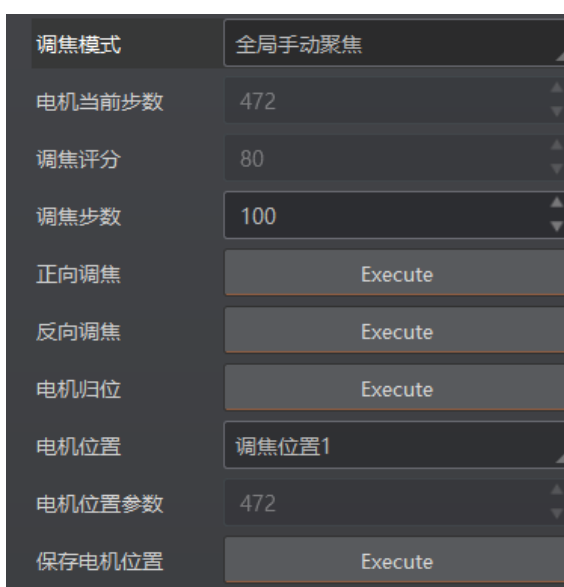 调焦模式 全局手动聚焦
电机当前步数 472
调焦评分 80
调焦步数 100
正向调焦 Execute
反向调焦 Execute
电机归位 Execute
电机位置 调焦位置1
电机位置参数 472
保存电机位置 Execute